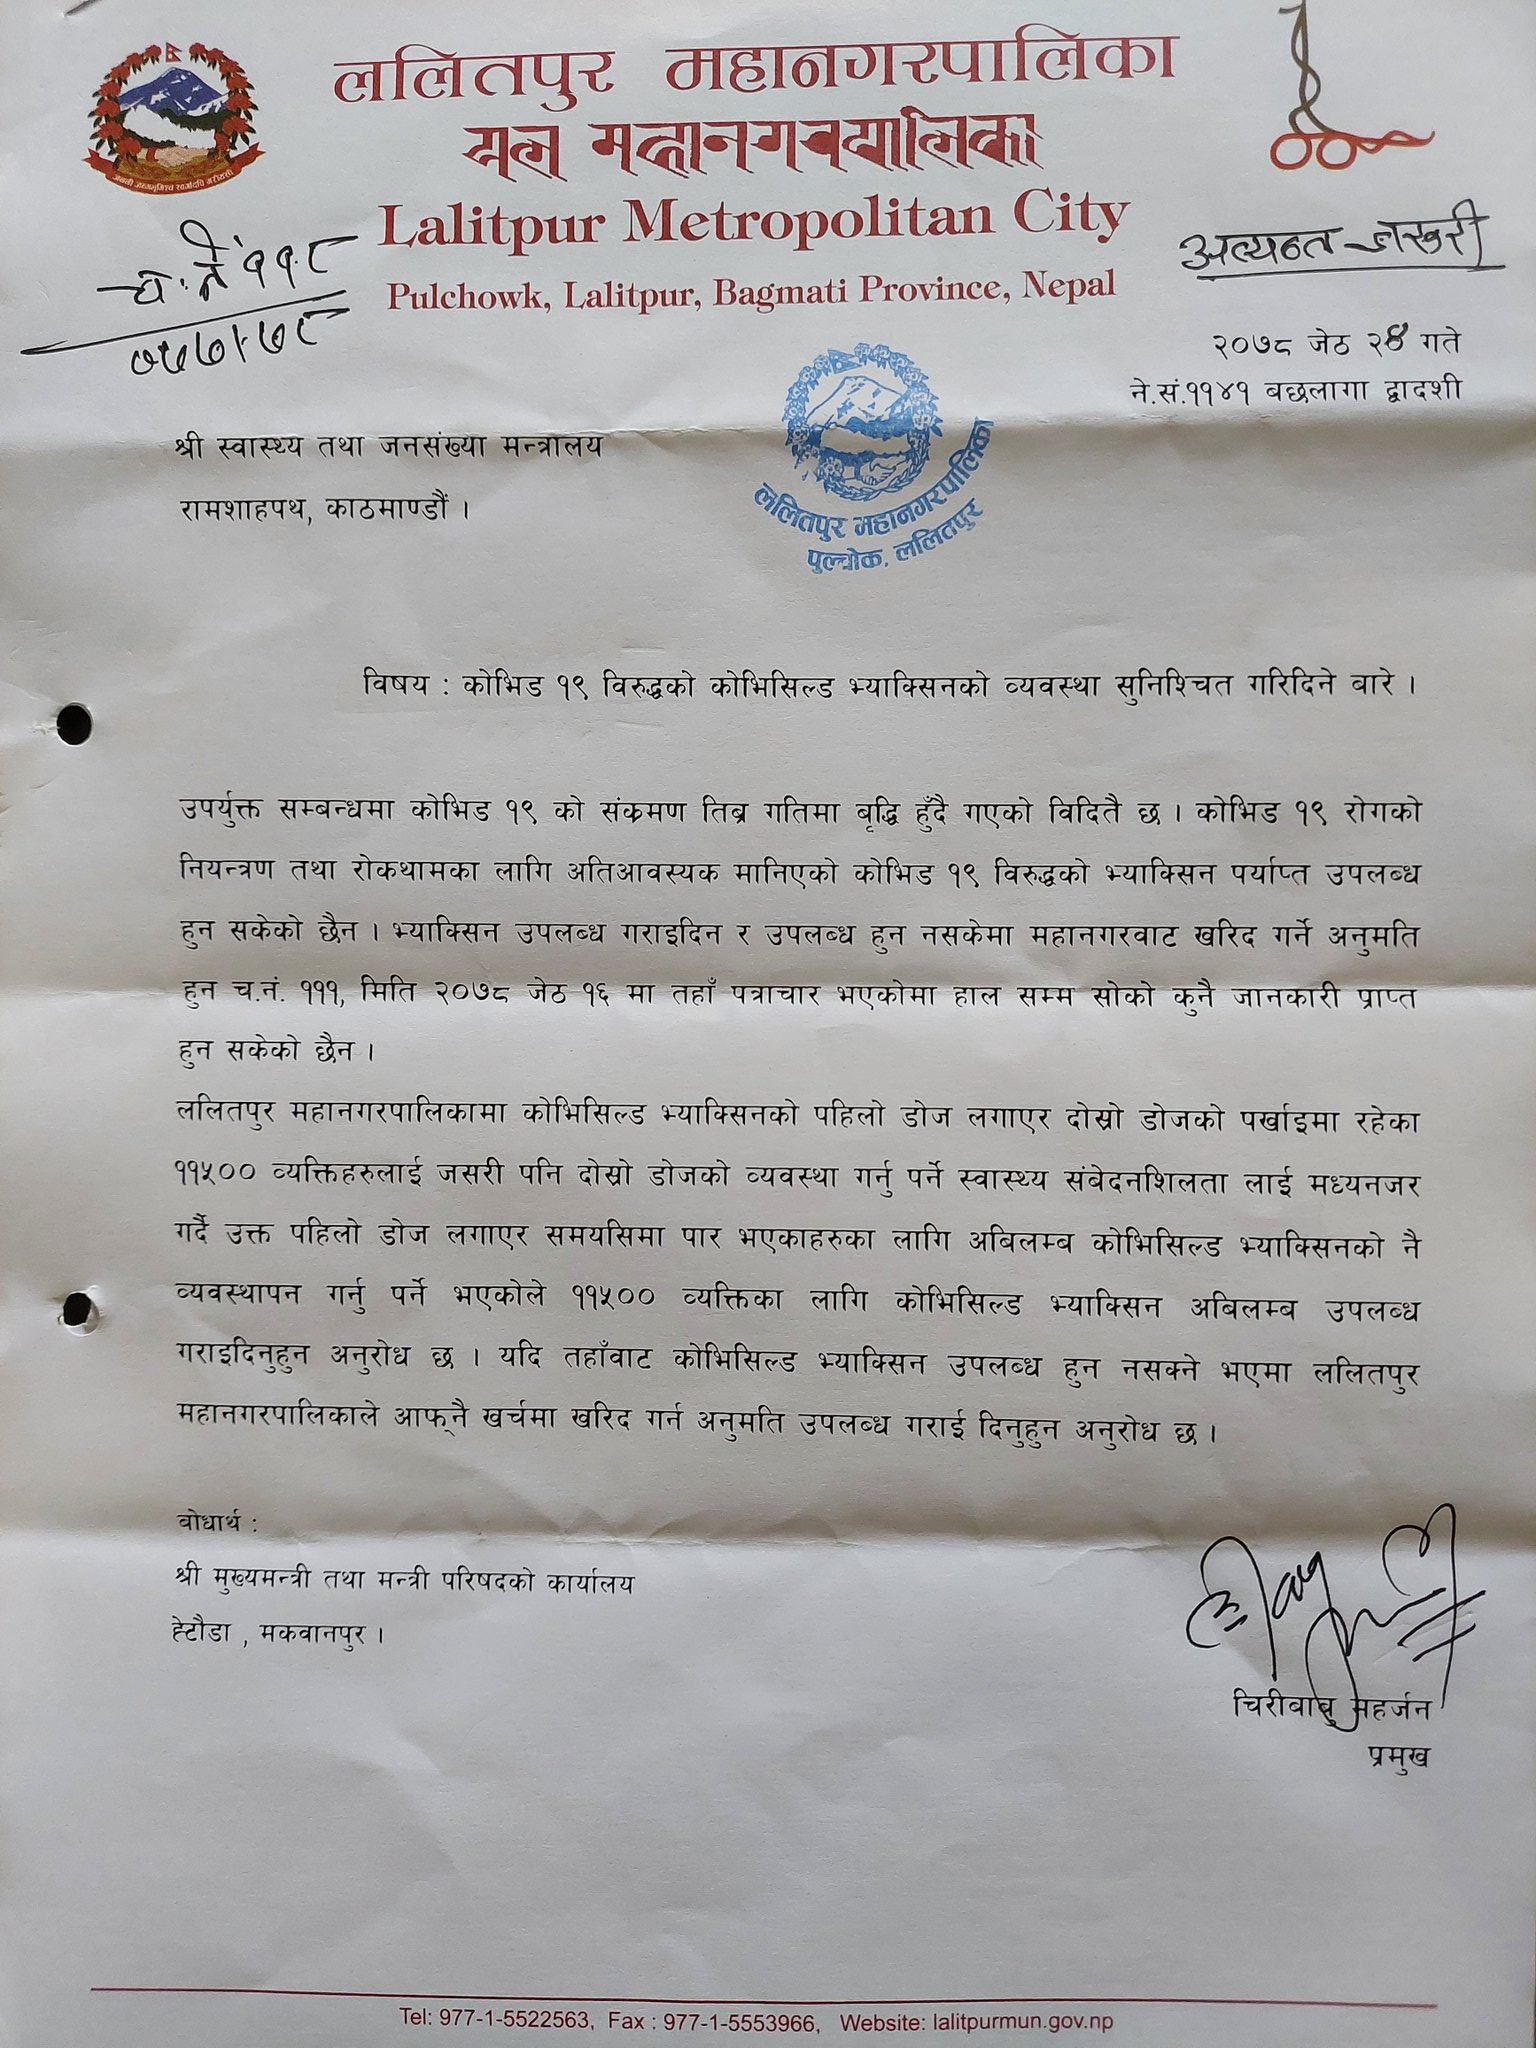 ललितपुर महानगरपालिका
Lalitpur Metropolitan City
Pulchowk, Lalitpur, Bagmati Province, Nepal
च.नं ११८
अत्यन्त जरुरी
२०७८ जेठ २४ गते
ने.सं.११४१ बछलागा द्वादशी
श्री स्वास्थ्य तथा जनसंख्या मन्त्रालय
रामशाहपथ, काठमाण्डौं ।
ललितपुर महानगरपालिका
पुल्चोक, ललितपुर
विषय : कोभिड १९ विरुद्धको कोभिसिल्ड भ्याक्सिनको व्यवस्था सुनिश्चित गरिदिने बारे ।
उपर्युक्त सम्बन्धमा कोभिड १९ को संक्रमण तिब्र गतिमा बृद्धि हुँदै गएको विदितै छ । कोभिड १९ रोगको
नियन्त्रण तथा रोकथामका लागि अतिआवस्यक मानिएको कोभिड १९ विरुद्धको भ्याक्सिन पर्याप्त उपलब्ध
हुन सकेको छैन । भ्याक्सिन उपलब्ध गराइदिन र उपलब्ध हुन नसकेमा महानगरवाट खरिद गर्ने अनुमति
हुन च.नं. १११, मिति २०७८ जेठ १६ मा तहाँ पत्राचार भएकोमा हाल सम्म सोको कुनै जानकारी प्राप्त
हुन सकेको छैन ।
ललितपुर महानगरपालिकामा कोभिसिल्ड भ्याक्सिनको पहिलो डोज लगाएर दोस्रो डोजको पर्खाइमा रहेका
११५०० व्यक्तिहरुलाई जसरी पनि दोस्रो डोजको व्यवस्था गर्नु पर्ने स्वास्थ्य संबेदनशिलता लाई मध्यनजर
गर्दै उक्त पहिलो डोज लगाएर समयसिमा पार भएकाहरुका लागि अबिलम्ब कोभिसिल्ड भ्याक्सिनको नै
व्यवस्थापन गर्नु पर्ने भएकोले ११५०० व्यक्तिका लागि कोभिसिल्ड भ्याक्सिन अबिलम्ब उपलब्ध
गराइदिनुहुन अनुरोध छ । यदि तहाँवाट कोभिसिल्ड भ्याक्सिन उपलब्ध हुन नसक्ने भएमा ललितपुर
महानगरपालिकाले आफ्‌नै खर्चमा खरिद गर्न अनुमति उपलब्ध गराई दिनुहुन अनुरोध छ ।
बोधार्थ :
श्री मुख्यमन्त्री तथा मन्त्री परिषदको कार्यालय
हेटौडा , मकवानपुर ।
चिरीबाबु महर्जन
प्रमुख
Tel: 977-1-5522563, Fax : 977-1-5553966, Website: lalitpurmun.gov.np